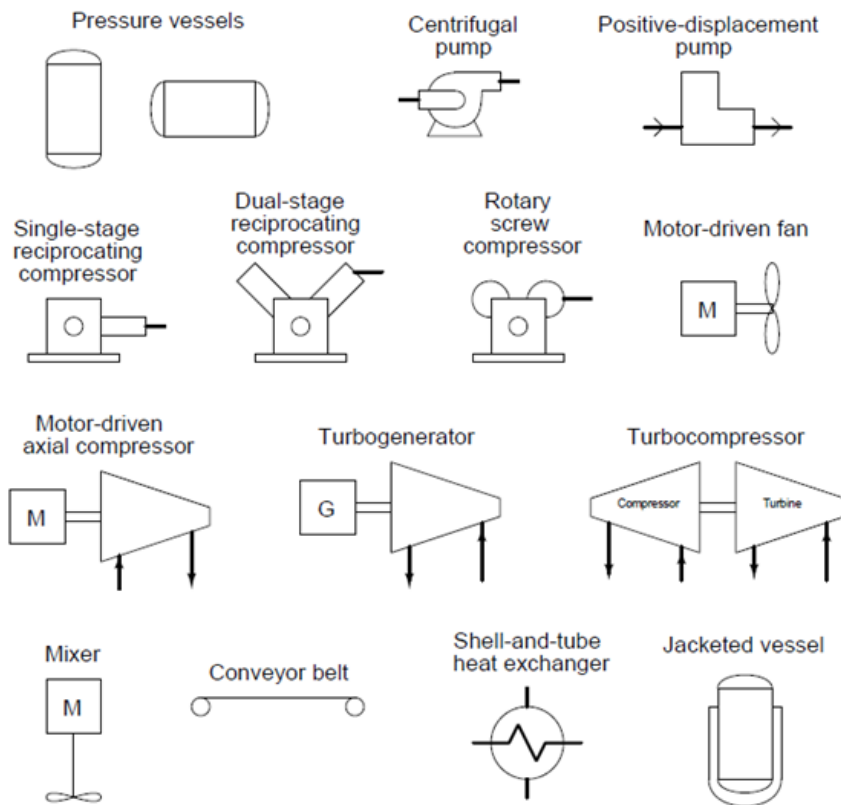 Pressure vessels
Centrifugal
pump
Positive-displacement
pump
Single-stage
reciprocating
compressor
Dual-stage
reciprocating
compressor
Rotary
screw
compressor
Motor-driven fan
M
Motor-driven
axial compressor
M
Turbogenerator
G
Turbocompressor
Compressor
Turbine
Mixer
M
Conveyor belt
Shell-and-tube
heat exchanger
Jacketed vessel